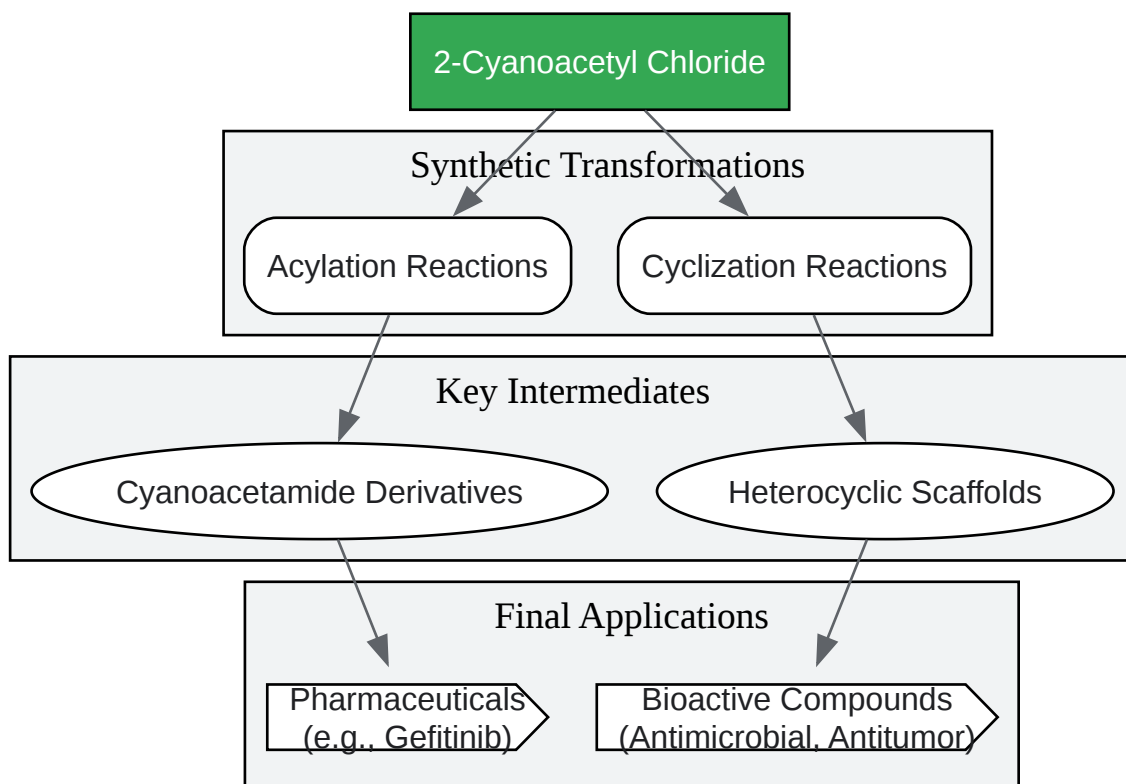 2-Cyanoacetyl Chloride
Synthetic Transformations
Acylation Reactions
Cyclization Reactions
Key Intermediates
Cyanoacetamide Derivatives
Heterocyclic Scaffolds
Final Applications
Pharmaceuticals
(e.g., Gefitinib)
Bioactive Compounds
(Antimicrobial, Antitumor)